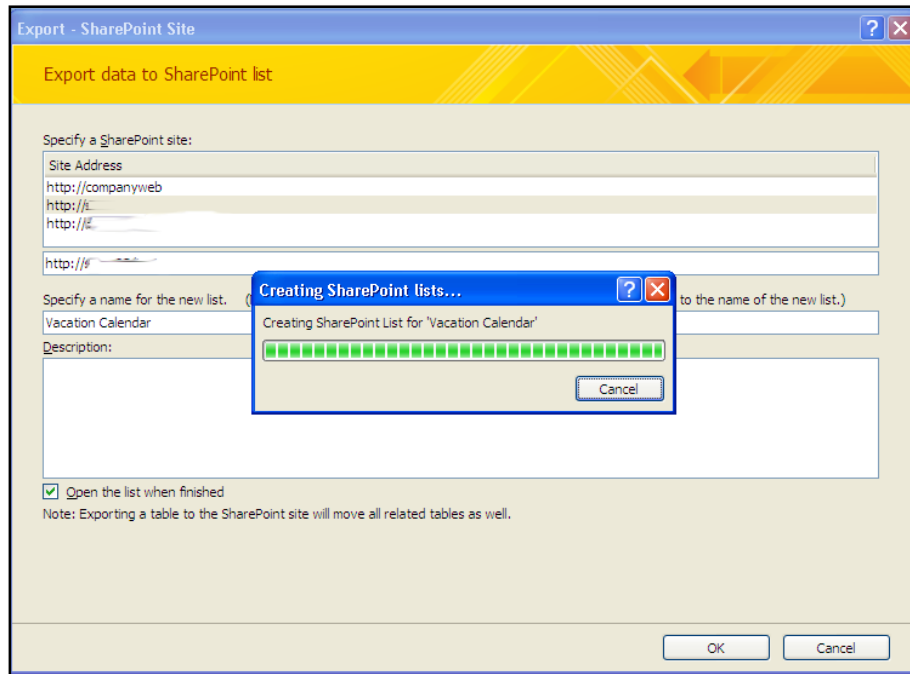 Export - SharePoint Site
Export data to SharePoint list
Specify a SharePoint site:
Site Address
http://companyweb
http://
http://
http://
Specify a name for the new list. ( to the name of the new list.)
Vacation Calendar
Description:
Creating SharePoint lists...
Creating SharePoint List for 'Vacation Calendar'
Cancel
Open the list when finished
Note: Exporting a table to the SharePoint site will move all related tables as well.
OK Cancel